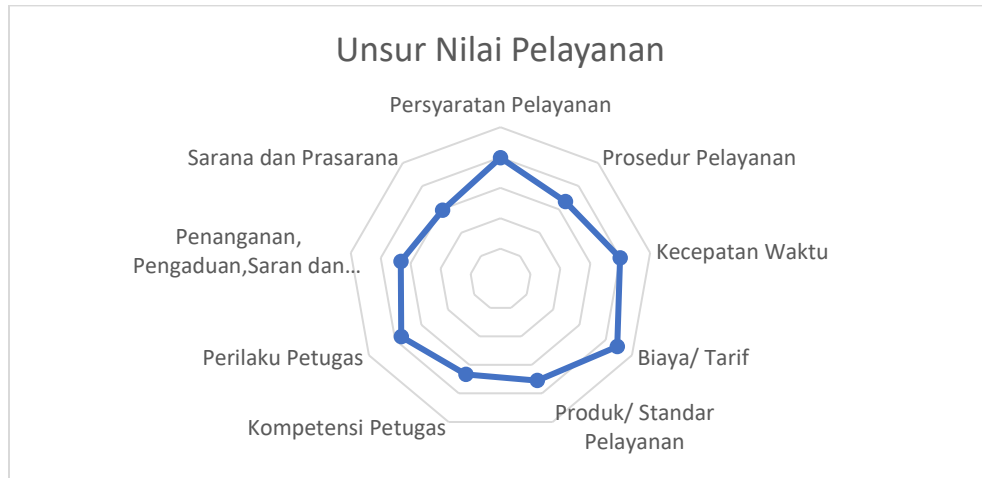 Unsur Nilai Pelayanan
Persyaratan Pelayanan
Prosedur Pelayanan
Kecepatan Waktu
Biaya/ Tarif
Produk/ Standar
Pelayanan
Kompetensi Petugas
Perilaku Petugas
Penanganan,
Pengaduan,Saran dan...
Sarana dan Prasarana